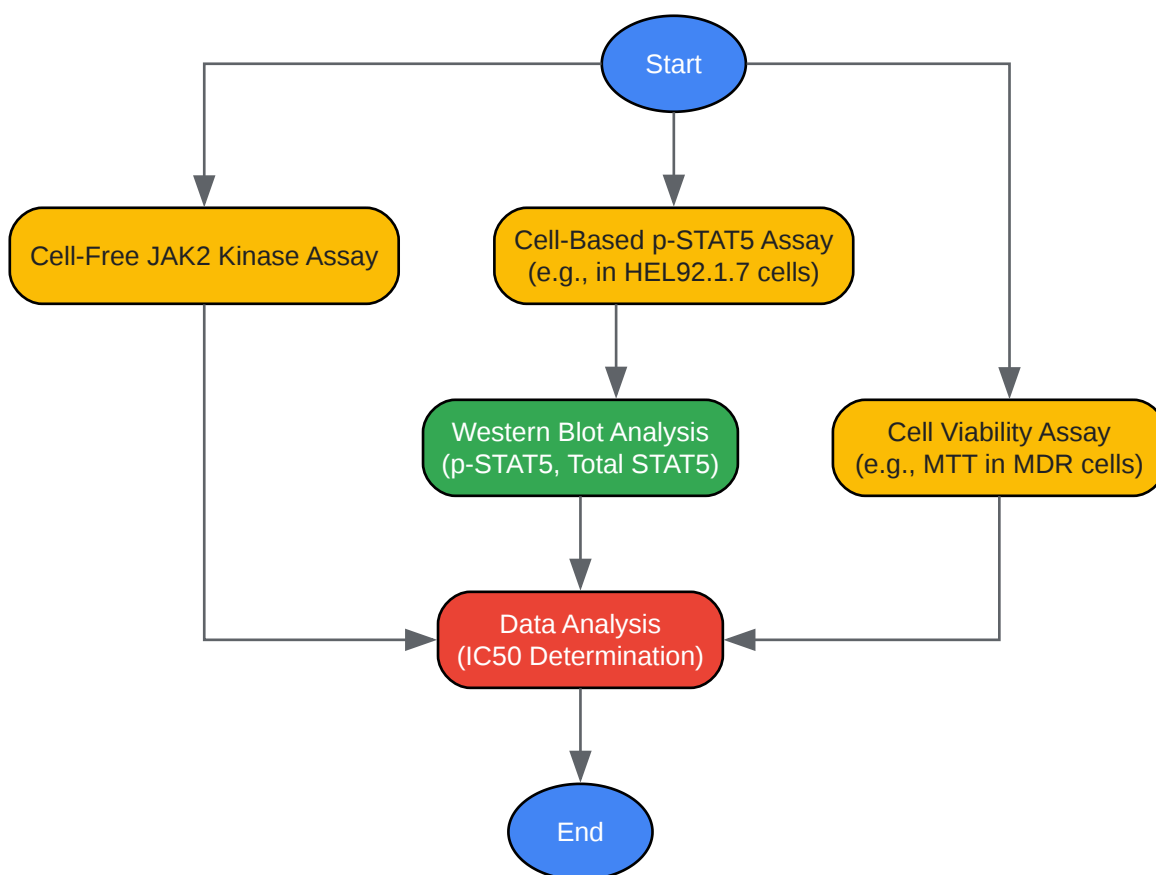 Start
Cell-Free JAK2 Kinase Assay
Cell-Based p-STAT5 Assay
(e.g., in HEL92.1.7 cells)
Western Blot Analysis
(p-STAT5, Total STAT5)
Cell Viability Assay
(e.g., MTT in MDR cells)
Data Analysis
(IC50 Determination)
End